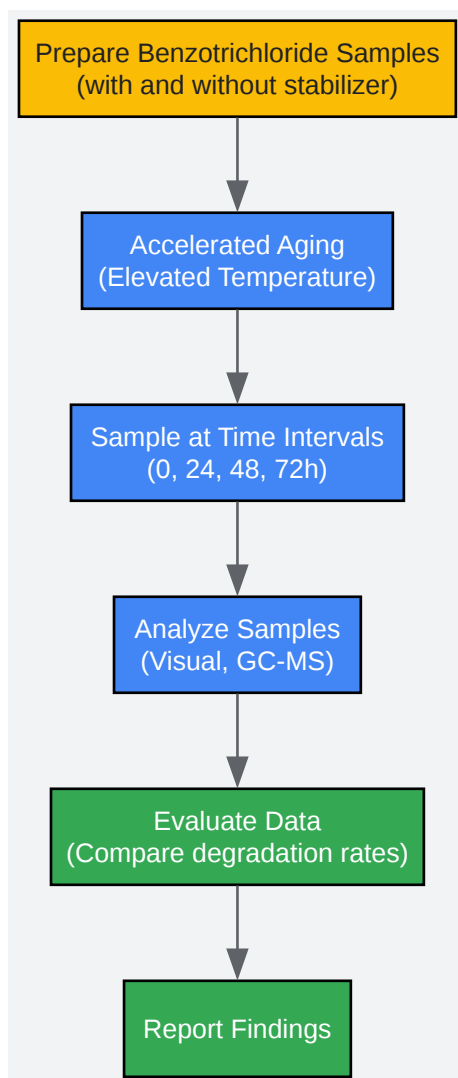 Prepare Benzotrichloride Samples
(with and without stabilizer)
Accelerated Aging
(Elevated Temperature)
Sample at Time Intervals
(0, 24, 48, 72h)
Analyze Samples
(Visual, GC-MS)
Evaluate Data
(Compare degradation rates)
Report Findings